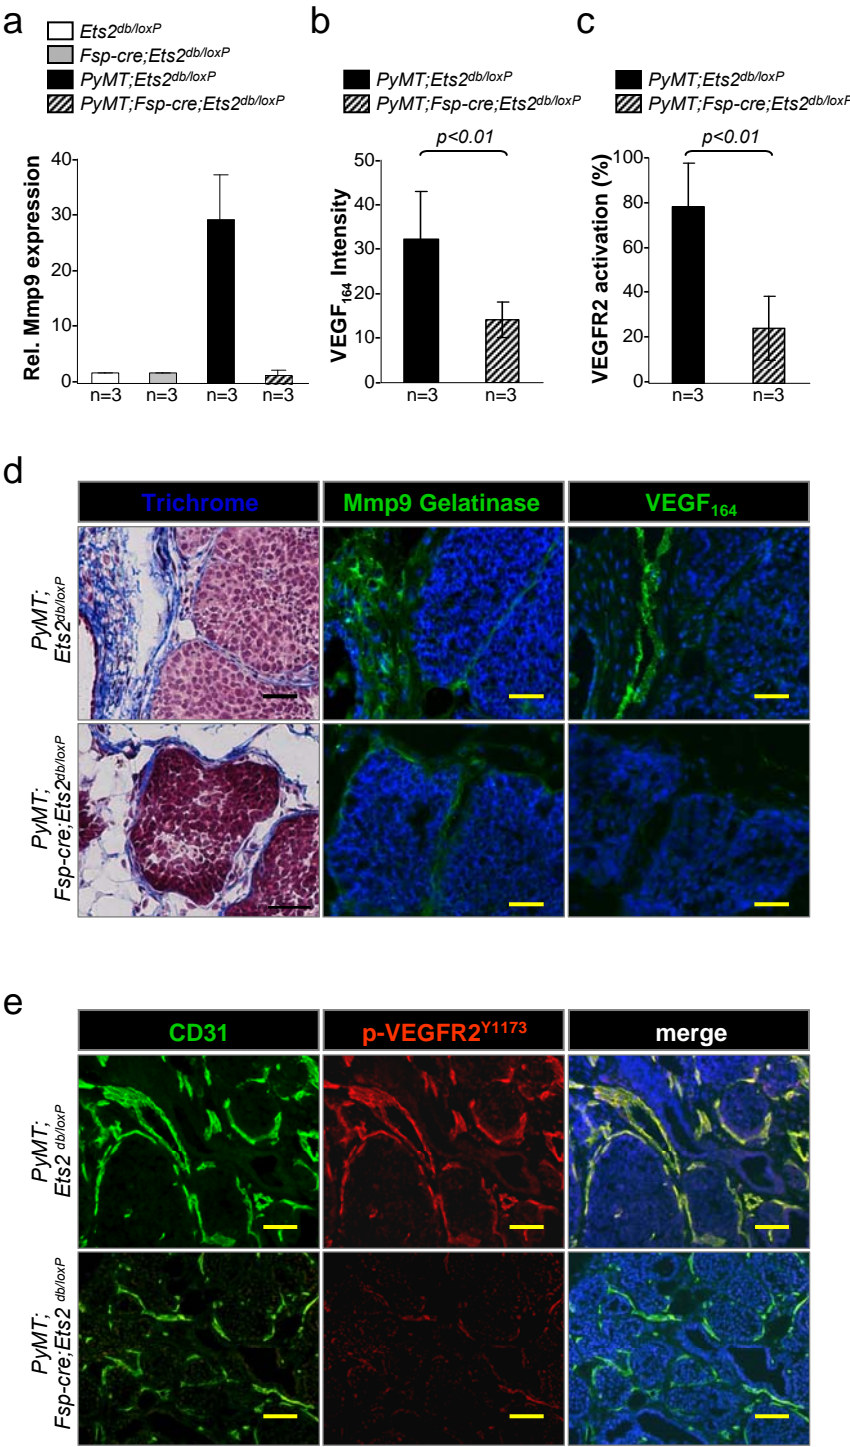 a
Ets2db/loxP
Fsp-cre;Ets2db/loxP
PyMT;Ets2db/loxP
PyMT;Fsp-cre;Ets2db/loxP
Rel. Mmp9 expression
40
30
20
10
0
n=3 n=3 n=3 n=3
b
PyMT;Ets2db/loxP
PyMT;Fsp-cre;Ets2db/loxP
p<0.01
VEGF164 Intensity
50
40
30
20
10
0
n=3 n=3
c
PyMT;Ets2db/loxP
PyMT;Fsp-cre;Ets2db/loxP
p<0.01
VEGFR2 activation (%)
100
80
60
40
20
0
n=3 n=3
d
Trichrome Mmp9 Gelatinase VEGF164
PyMT;
Ets2db/loxP
PyMT;
Fsp-cre;Ets2db/loxP
e
CD31 p-VEGFR2Y1173 merge
PyMT;
Ets2 db/loxP
PyMT;
Fsp-cre;Ets2 db/loxP